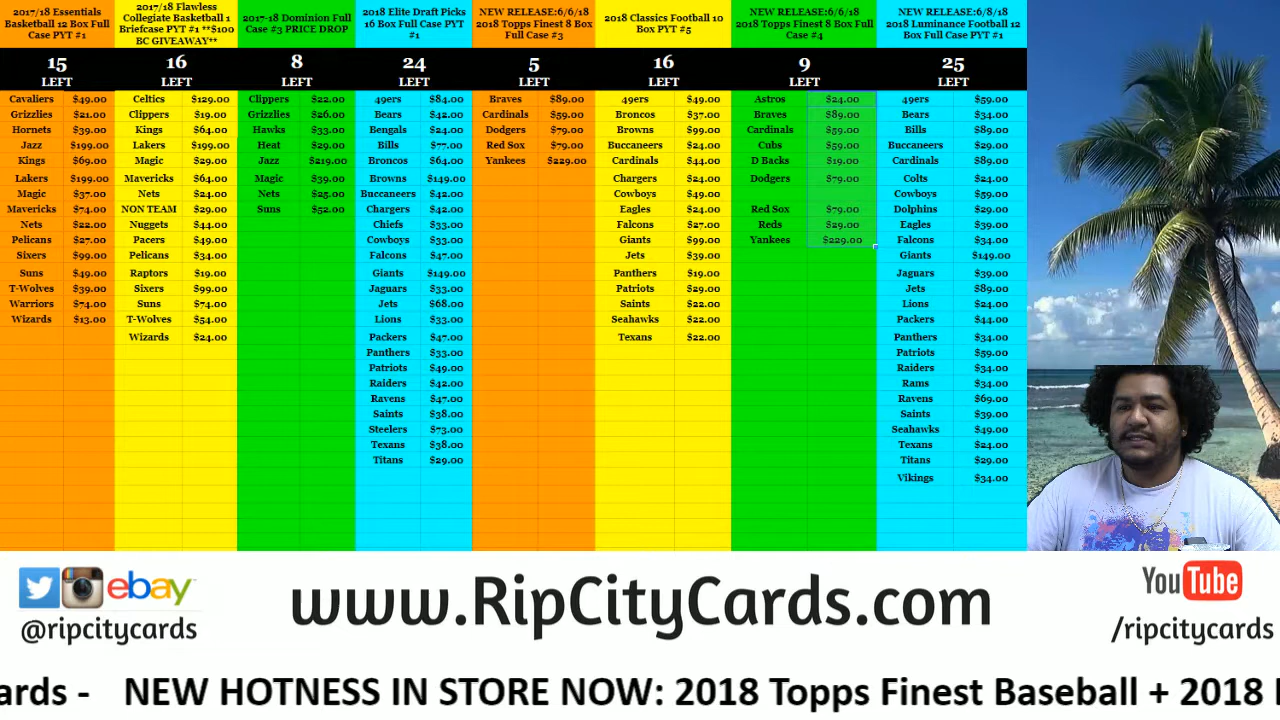 2017/18 Essentials Basketball 12 Box Full Case PYT #1
15
LEFT
Cavaliers $49.00
Grizzlies $21.00
Hornets $39.00
Jazz $199.00
Kings $69.00
Lakers $199.00
Magic $37.00
Mavericks $74.00
Nets $22.00
Pelicans $27.00
Sixers $99.00
Suns $49.00
T-Wolves $39.00
Warriors $74.00
Wizards $13.00
2017/18 Flawless Collegiate Basketball 1 Briefcase PYT #1 **$100 BC GIVEAWAY**
16
LEFT
Celtics $129.00
Clippers $19.00
Kings $64.00
Lakers $199.00
Magic $29.00
Mavericks $64.00
Nets $24.00
NON TEAM $29.00
Nuggets $44.00
Pacers $49.00
Pelicans $34.00
Raptors $19.00
Sixers $99.00
Suns $74.00
T-Wolves $54.00
Wizards $24.00
2017-18 Dominion Full Case #3 PRICE DROP
8
LEFT
Clippers $22.00
Grizzlies $26.00
Hawks $33.00
Heat $29.00
Jazz $219.00
Magic $39.00
Nets $25.00
Suns $52.00
2018 Elite Draft Picks 16 Box Full Case PYT #1
24
LEFT
49ers $84.00
Bears $42.00
Bengals $24.00
Bills $77.00
Broncos $64.00
Browns $149.00
Buccaneers $42.00
Chargers $42.00
Chiefs $33.00
Cowboys $33.00
Falcons $47.00
Giants $149.00
Jaguars $33.00
Jets $68.00
Lions $33.00
Packers $47.00
Panthers $33.00
Patriots $49.00
Raiders $42.00
Ravens $47.00
Saints $38.00
Steelers $73.00
Texans $38.00
Titans $29.00
NEW RELEASE:6/6/18 2018 Topps Finest 8 Box Full Case #3
5
LEFT
Braves $89.00
Cardinals $59.00
Dodgers $79.00
Red Sox $79.00
Yankees $229.00
2018 Classics Football 10 Box PYT #5
16
LEFT
49ers $49.00
Broncos $37.00
Browns $99.00
Buccaneers $24.00
Cardinals $44.00
Chargers $24.00
Cowboys $49.00
Eagles $24.00
Falcons $27.00
Giants $99.00
Jets $39.00
Panthers $19.00
Patriots $29.00
Saints $22.00
Seahawks $22.00
Texans $22.00
NEW RELEASE:6/6/18 2018 Topps Finest 8 Box Full Case #4
9
LEFT
Astros $24.00
Braves $89.00
Cardinals $59.00
Cubs $59.00
D Backs $19.00
Dodgers $79.00
Red Sox $79.00
Reds $29.00
Yankees $229.00
NEW RELEASE:6/8/18 2018 Luminance Football 12 Box Full Case PYT #1
25
LEFT
49ers $59.00
Bears $34.00
Bills $89.00
Buccaneers $29.00
Cardinals $89.00
Colts $24.00
Cowboys $59.00
Dolphins $29.00
Eagles $39.00
Falcons $34.00
Giants $149.00
Jaguars $39.00
Jets $89.00
Lions $24.00
Packers $44.00
Panthers $34.00
Patriots $59.00
Raiders $34.00
Rams $34.00
Ravens $69.00
Saints $39.00
Seahawks $49.00
Texans $24.00
Titans $29.00
Vikings $34.00
ebay
@ripcitycards
www.RipCityCards.com
YouTube
/ripcitycards
ards - NEW HOTNESS IN STORE NOW: 2018 Topps Finest Baseball + 2018